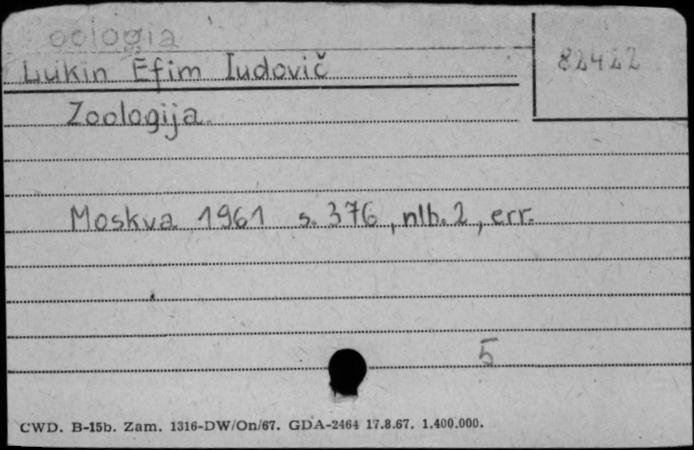 oologia
Lukin Efim Iudovič
82422
Zoologija.
Moskva 1961 s. 376, nlb. 2, err.
5
CWD. B-15b. Zam. 1316-DW/On/67. GDA-2464 17.8.67. 1.400.000.